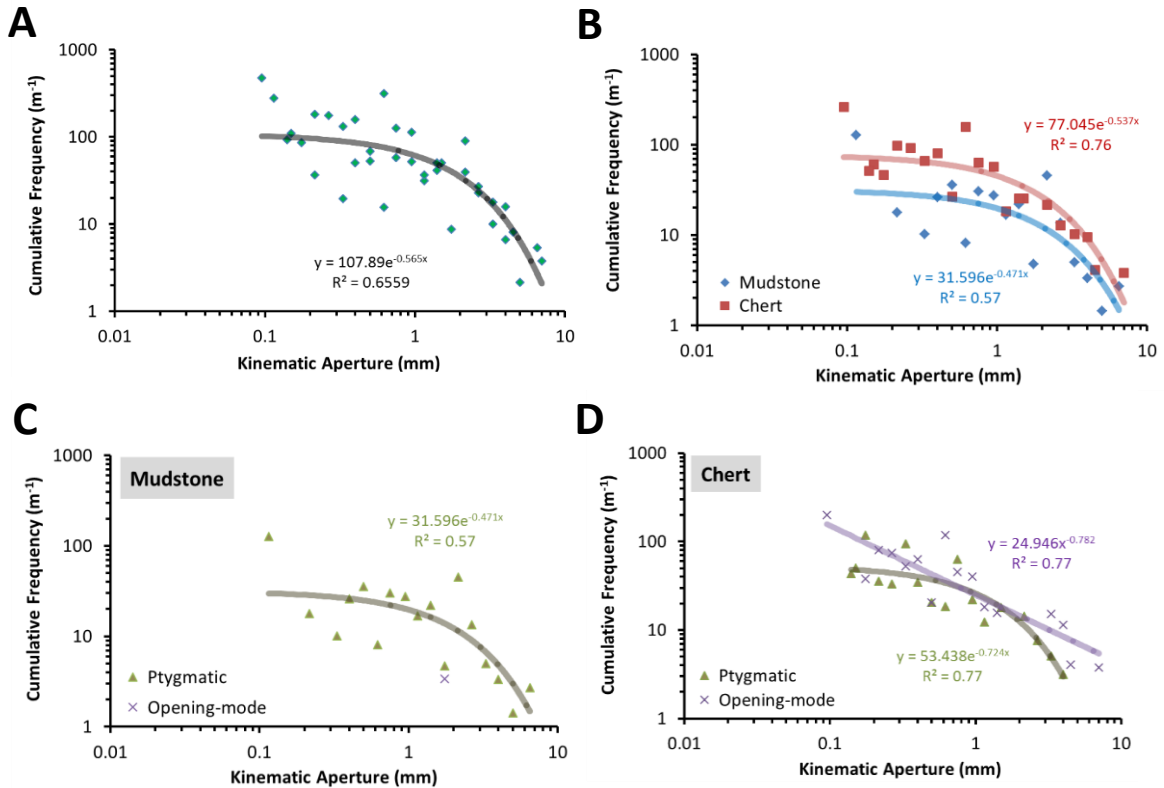 A
Cumulative Frequency (m-1)
1000
100
10
1
0.01
0.1
1
10
y = 107.89e-0.565x
R² = 0.6559
Kinematic Aperture (mm)
B
Cumulative Frequency (m-1)
1000
100
10
1
0.01
0.1
1
10
y = 77.045e-0.537x
R² = 0.76
y = 31.596e-0.471x
R² = 0.57
Mudstone
Chert
Kinematic Aperture (mm)
C
Mudstone
Cumulative Frequency (m-1)
1000
100
10
1
0.01
0.1
1
10
y = 31.596e-0.471x
R² = 0.57
Ptygmatic
Opening-mode
Kinematic Aperture (mm)
D
Chert
Cumulative Frequency (m-1)
1000
100
10
1
0.01
0.1
1
10
y = 24.946x-0.782
R² = 0.77
y = 53.438e-0.724x
R² = 0.77
Ptygmatic
Opening-mode
Kinematic Aperture (mm)